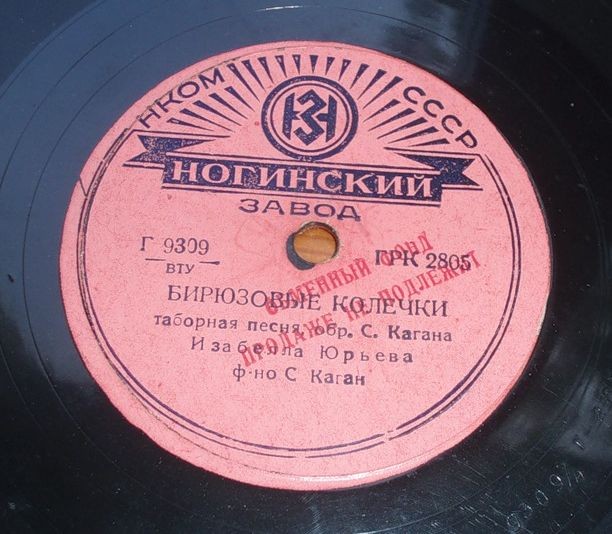 НКОМ СССР
НЗ
НОГИНСКИЙ
ЗАВОД
Г 9309
ВТУ
ГРК 2805
ОБМЕННЫЙ ФОНД
ПРОДАЖЕ НЕ ПОДЛЕЖИТ
БИРЮЗОВЫЕ КОЛЕЧКИ
таборная песня, обр. С. Кагана
Изабелла Юрьева
ф-но С Каган